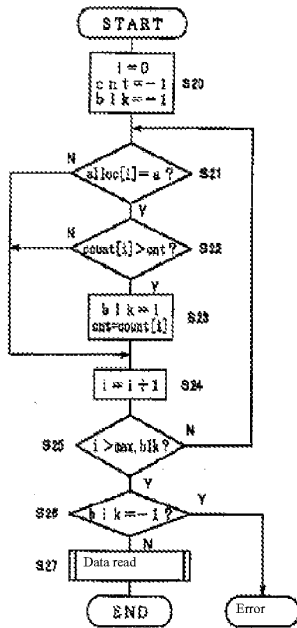 START
i=0
cnt=-1
blk=-1
S20
N
alloc[i]=a ?
S21
Y
N
count[i]>cnt ?
S22
Y
blk=i
cnt=count[i]
S23
i=i+1
S24
S25
i>max,blk?
N
Y
S26
blk=-1 ?
Y
N
S27
Data read
END
Error